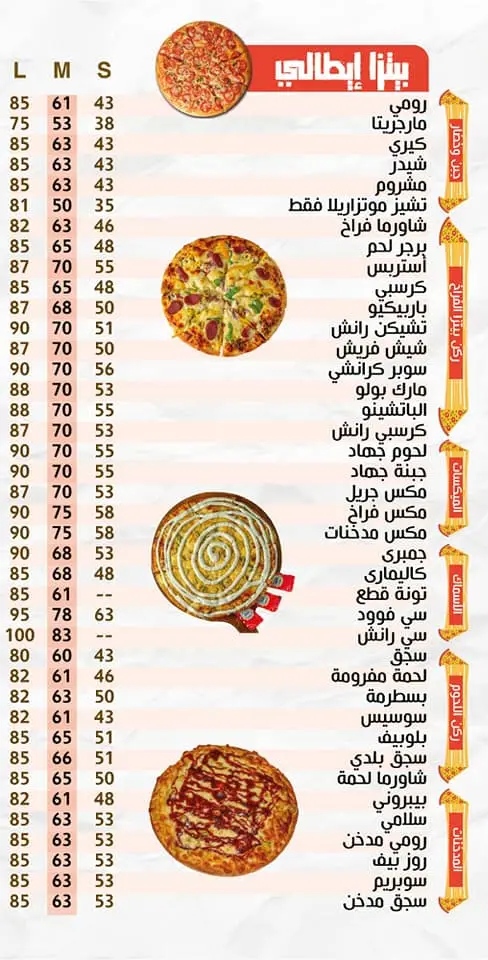 بيتزا إيطالي
S M L
جبن وخضار
رومي 43 61 85
مارجريتا 38 53 75
كيري 43 63 85
شيدر 43 63 85
مشروم 43 63 85
تشيز موتزاريلا فقط 35 50 81
ركن بيتزا الفراخ
شاورما فراخ 46 63 82
برجر لحم 48 65 85
أستربس 55 70 87
كرسبي 48 65 85
باربيكيو 50 68 87
تشيكن رانش 51 70 90
شيش فريش 50 70 87
سوبر كرانشي 56 70 90
مارك بولو 53 70 88
الباتشينو 55 70 88
كرسبي رانش 53 70 87
الميكسات
لحوم جهاد 55 70 90
جبنة جهاد 55 70 90
مكس جريل 53 70 87
مكس فراخ 58 75 90
مكس مدخنات 58 75 90
الأسماك
جمبرى 53 68 90
كاليمارى 48 68 85
تونة قطع -- 61 85
سي فوود 63 78 95
سي رانش -- 83 100
ركن اللحوم
سجق 43 60 80
لحمة مفرومة 46 61 82
بسطرمة 50 63 82
سوسيس 43 61 82
بلوبيف 51 65 85
سجق بلدي 51 66 85
شاورما لحمة 50 65 85
المدخنات
بيبروني 48 61 82
سلامي 53 63 85
رومي مدخن 53 63 85
روز بيف 53 63 85
سوبريم 53 63 85
سجق مدخن 53 63 85